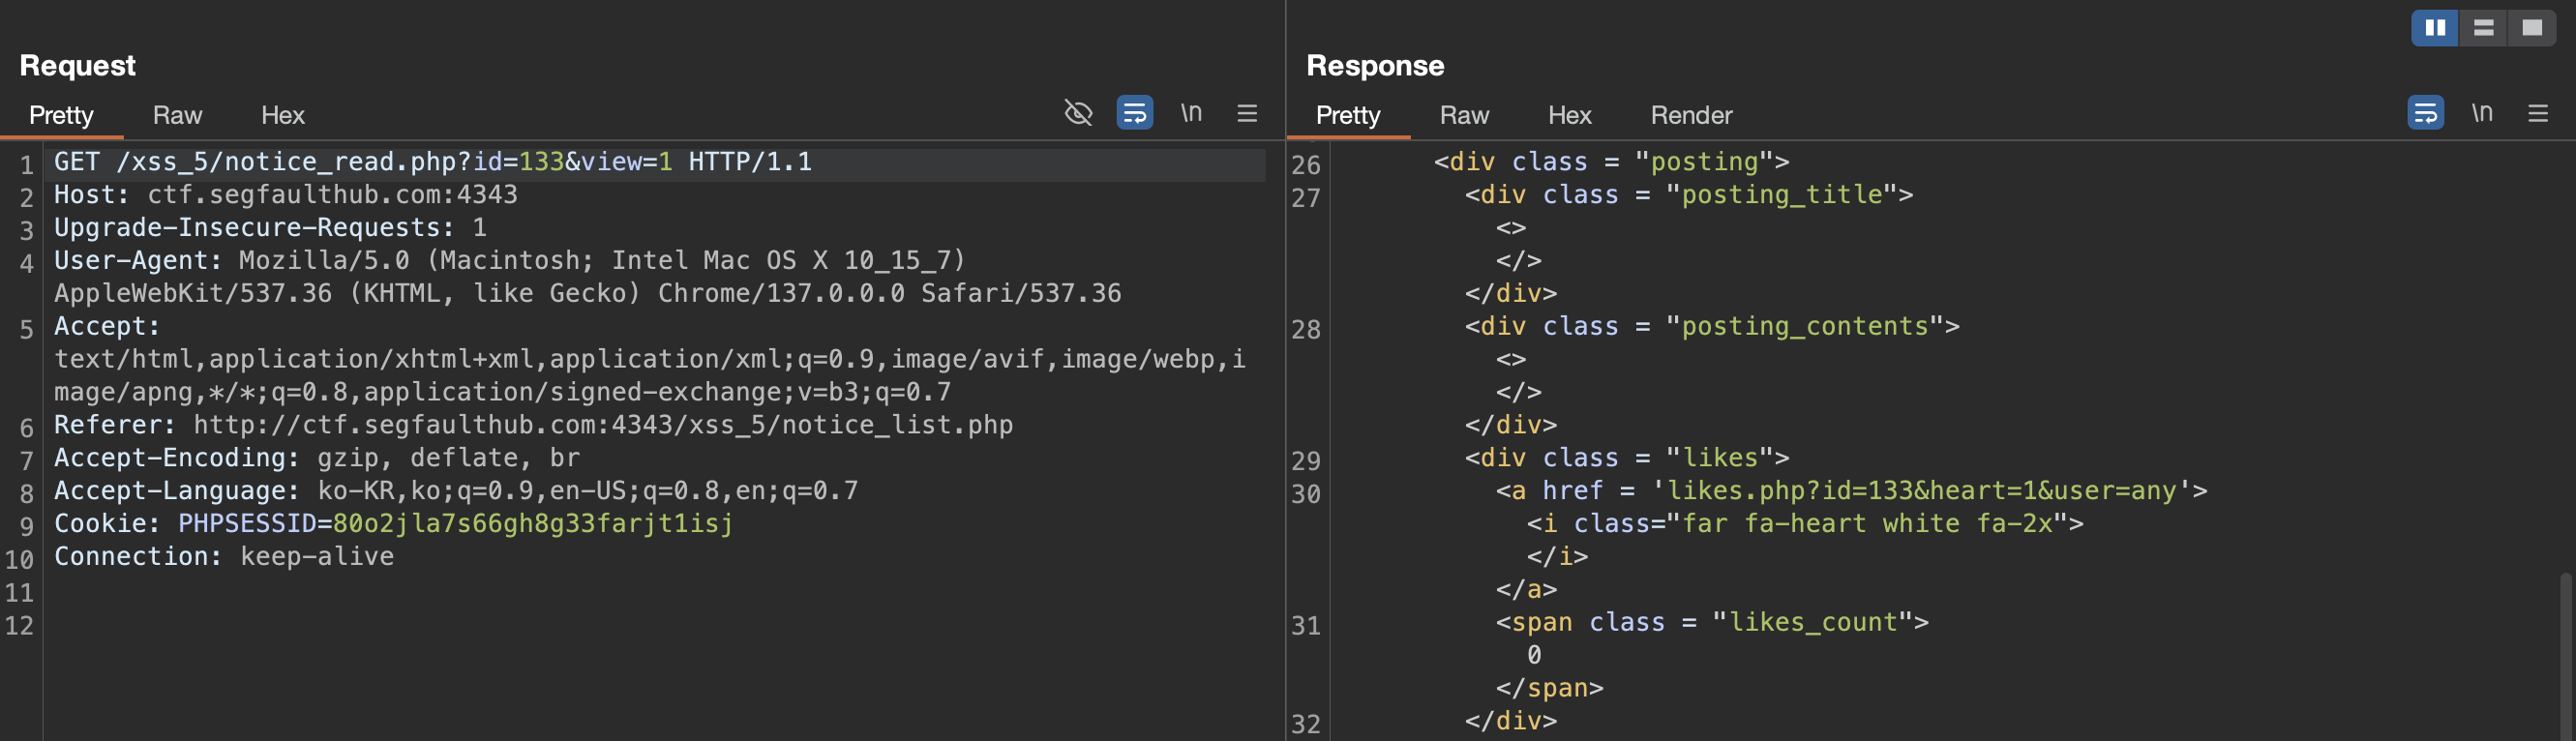 Request
Pretty Raw Hex \n
1 GET /xss_5/notice_read.php?id=133&view=1 HTTP/1.1
2 Host: ctf.segfaulthub.com:4343
3 Upgrade-Insecure-Requests: 1
4 User-Agent: Mozilla/5.0 (Macintosh; Intel Mac OS X 10_15_7)
AppleWebKit/537.36 (KHTML, like Gecko) Chrome/137.0.0.0 Safari/537.36
5 Accept:
text/html,application/xhtml+xml,application/xml;q=0.9,image/avif,image/webp,i
mage/apng,*/*;q=0.8,application/signed-exchange;v=b3;q=0.7
6 Referer: http://ctf.segfaulthub.com:4343/xss_5/notice_list.php
7 Accept-Encoding: gzip, deflate, br
8 Accept-Language: ko-KR,ko;q=0.9,en-US;q=0.8,en;q=0.7
9 Cookie: PHPSESSID=80o2jla7s66gh8g33farjt1isj
10 Connection: keep-alive
11
12
Response
Pretty Raw Hex Render \n
26 <div class = "posting">
27 <div class = "posting_title">
<>
</>
</div>
28 <div class = "posting_contents">
<>
</>
</div>
29 <div class = "likes">
30 <a href = 'likes.php?id=133&heart=1&user=any'>
<i class="far fa-heart white fa-2x">
</i>
</a>
31 <span class = "likes_count">
0
</span>
32 </div>